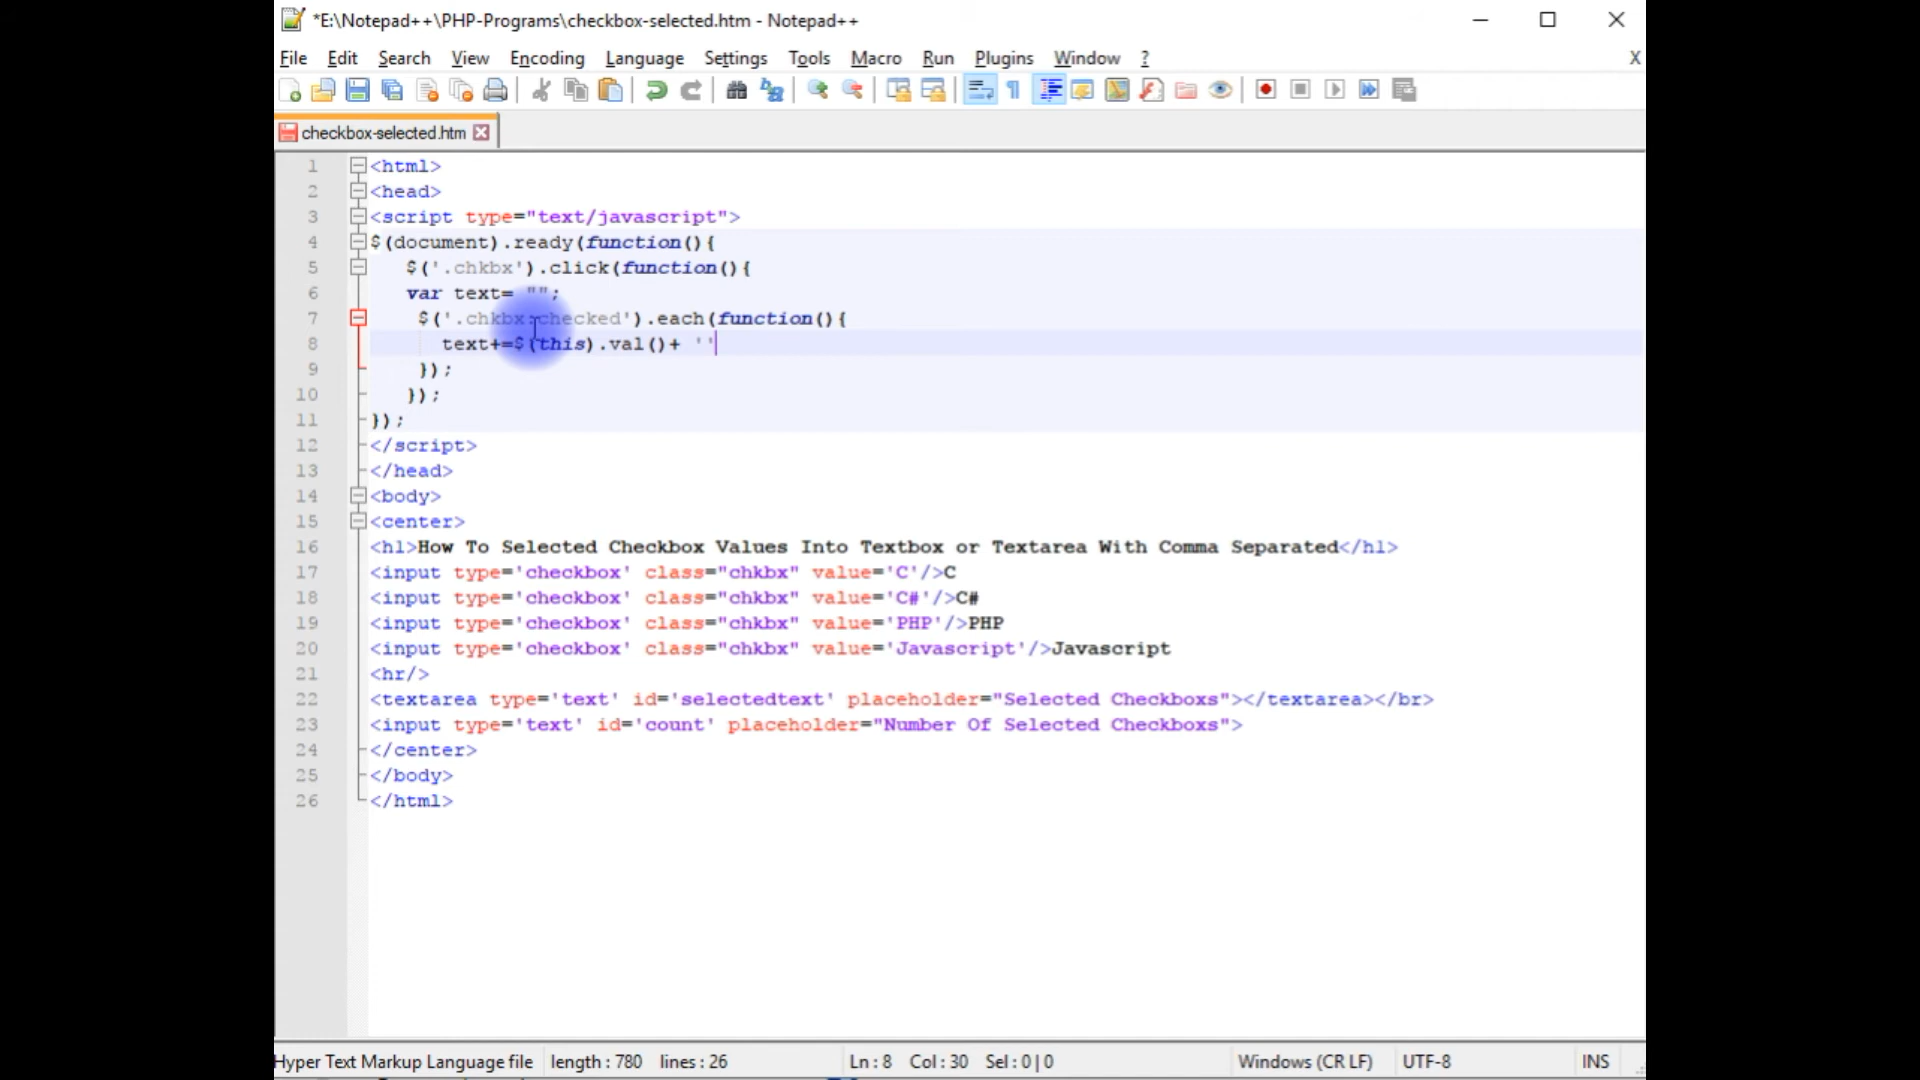 *E:\Notepad++\PHP-Programs\checkbox-selected.htm - Notepad++
File Edit Search View Encoding Language Settings Tools Macro Run Plugins Window ? X
checkbox-selected.htm
1 <html>
2 <head>
3 <script type="text/javascript">
4 $(document).ready(function(){
5 $('.chkbx').click(function(){
6 var text= "";
7 $('.chkbx:checked').each(function(){
8 text+=$(this).val()+ ''
9 });
10 });
11 });
12 </script>
13 </head>
14 <body>
15 <center>
16 <h1>How To Selected Checkbox Values Into Textbox or Textarea With Comma Separated</h1>
17 <input type='checkbox' class="chkbx" value='C'/>C
18 <input type='checkbox' class="chkbx" value='C#'/>C#
19 <input type='checkbox' class="chkbx" value='PHP'/>PHP
20 <input type='checkbox' class="chkbx" value='Javascript'/>Javascript
21 <hr/>
22 <textarea type='text' id='selectedtext' placeholder="Selected Checkboxs"></textarea></br>
23 <input type='text' id='count' placeholder="Number Of Selected Checkboxs">
24 </center>
25 </body>
26 </html>
Hyper Text Markup Language file length : 780 lines : 26 Ln : 8 Col : 30 Sel : 0 | 0 Windows (CR LF) UTF-8 INS